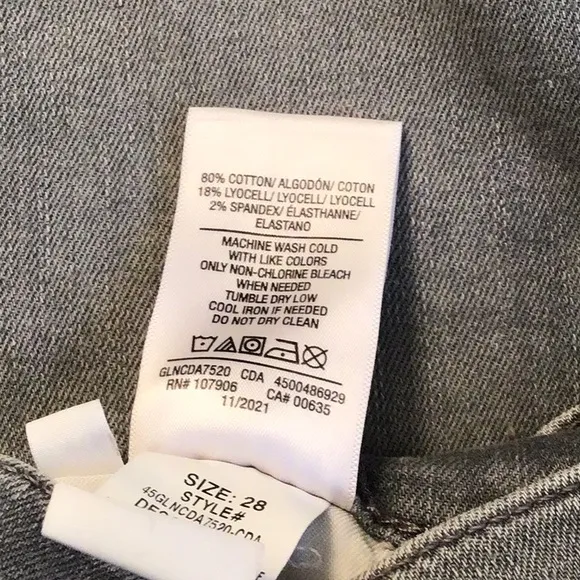 80% COTTON/ ALGODÓN/ COTON
18% LYOCELL/ LYOCELL/ LYOCELL
2% SPANDEX/ ÉLASTHANNE/
ELASTANO
MACHINE WASH COLD
WITH LIKE COLORS
ONLY NON-CHLORINE BLEACH
WHEN NEEDED
TUMBLE DRY LOW
COOL IRON IF NEEDED
DO NOT DRY CLEAN
GLNCDA7520 CDA 4500486929
RN# 107906 CA# 00635
11/2021
SIZE: 28
STYLE#
45GLNCDA7520-CDA